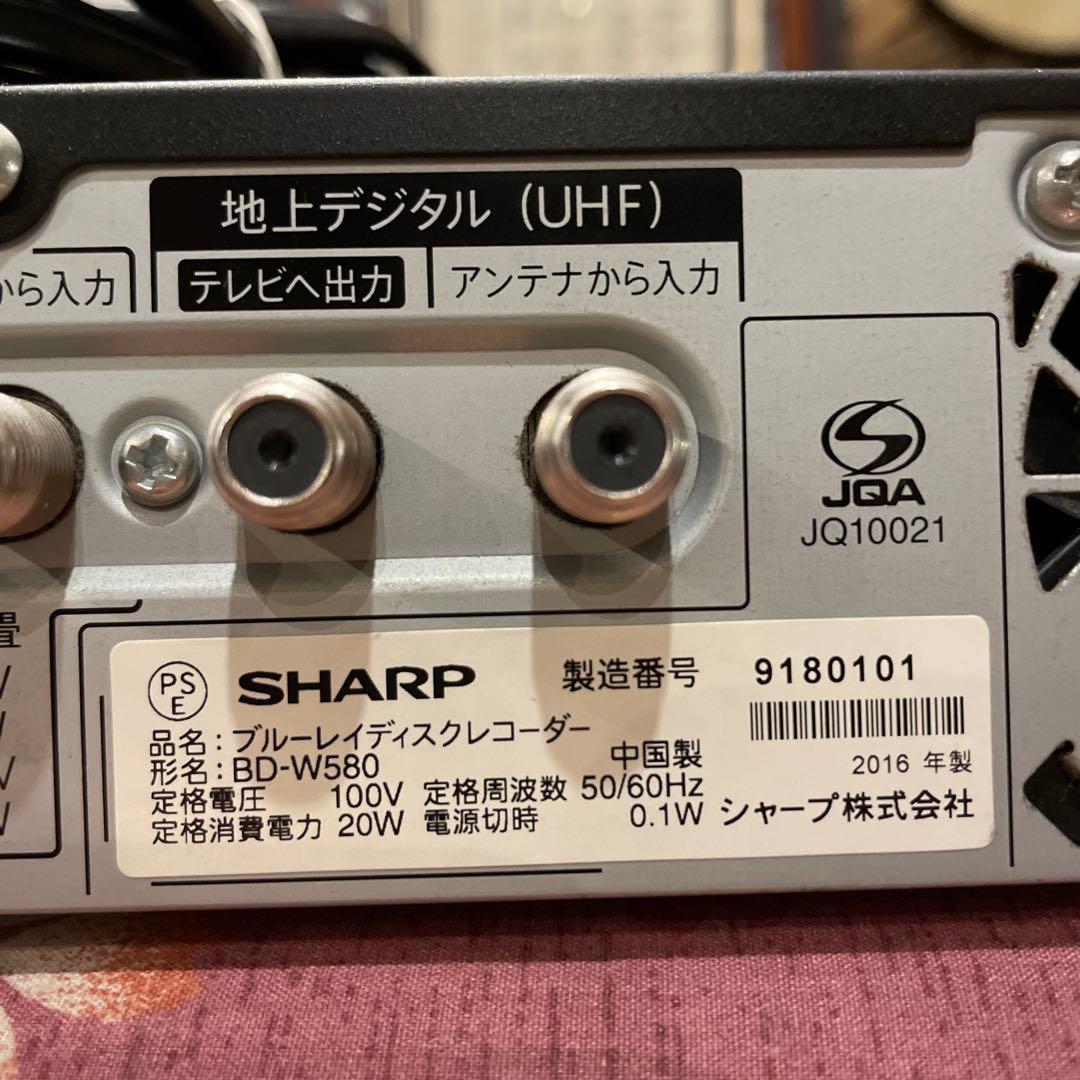 地上デジタル（UHF）
から入力
テレビへ出力
アンテナから入力
JQA
JQ10021
PS
E
SHARP
製造番号 9180101
品名：ブルーレイディスクレコーダー
形名：BD-W580
中国製
2016 年製
定格電圧 100V 定格周波数 50/60Hz
定格消費電力 20W 電源切時 0.1W シャープ株式会社